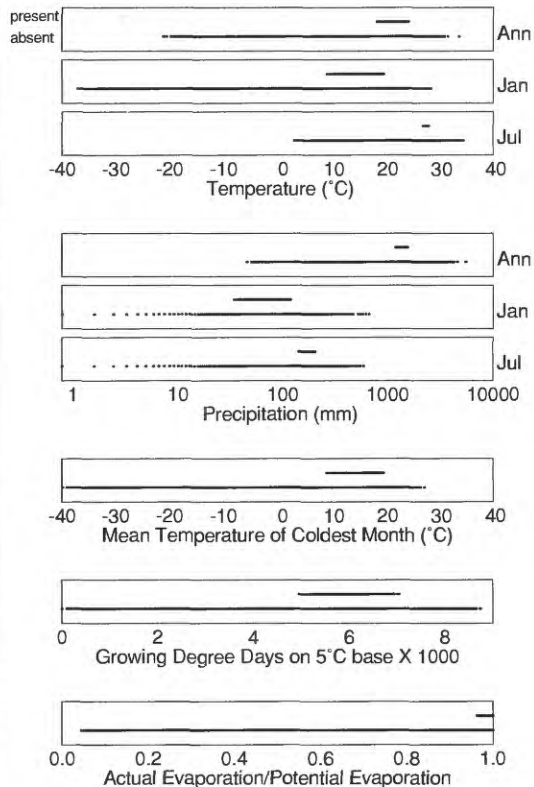 present
absent
Ann
Jan
Jul
-40 -30 -20 -10 0 10 20 30 40
Temperature (˚C)
Ann
Jan
Jul
1 10 100 1000 10000
Precipitation (mm)
-40 -30 -20 -10 0 10 20 30 40
Mean Temperature of Coldest Month (˚C)
0 2 4 6 8
Growing Degree Days on 5˚C base X 1000
0.0 0.2 0.4 0.6 0.8 1.0
Actual Evaporation/Potential Evaporation